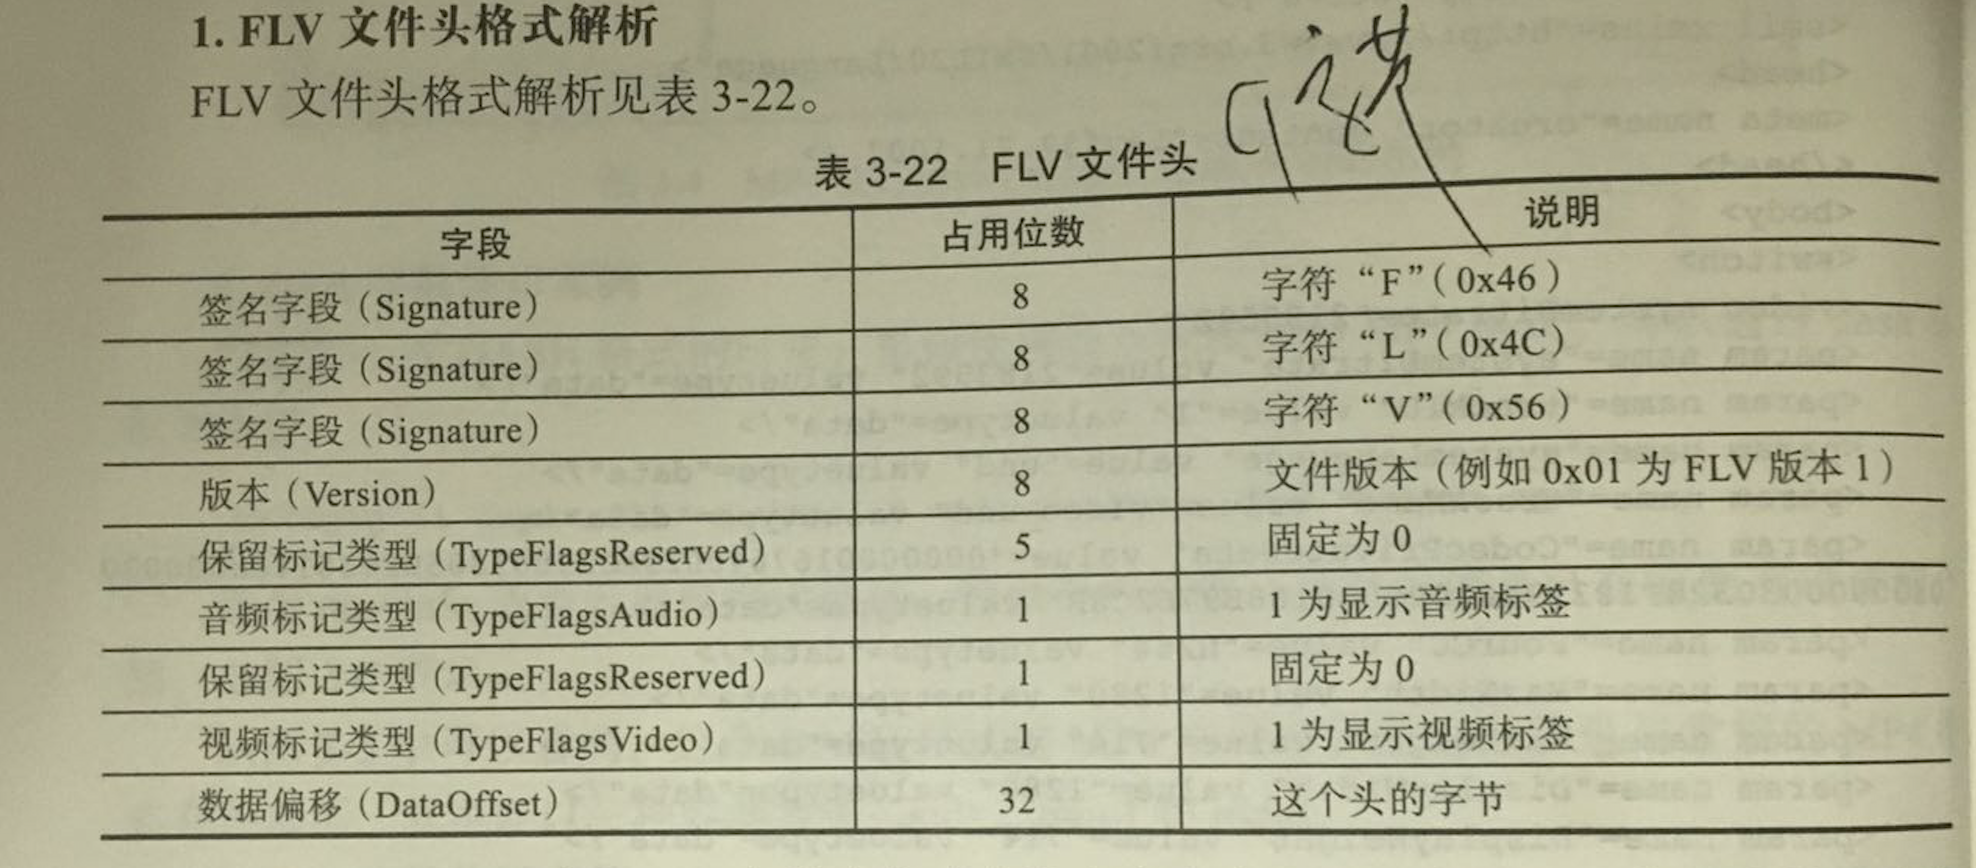 1. FLV 文件头格式解析
FLV 文件头格式解析见表 3-22。
表 3-22 FLV 文件头
字段 占用位数 说明
签名字段（Signature） 8 字符“F”（0x46）
签名字段（Signature） 8 字符“L”（0x4C）
签名字段（Signature） 8 字符“V”（0x56）
版本（Version） 8 文件版本（例如 0x01 为 FLV 版本 1）
保留标记类型（TypeFlagsReserved） 5 固定为 0
音频标记类型（TypeFlagsAudio） 1 1 为显示音频标签
保留标记类型（TypeFlagsReserved） 1 固定为 0
视频标记类型（TypeFlagsVideo） 1 1 为显示视频标签
数据偏移（DataOffset） 32 这个头的字节